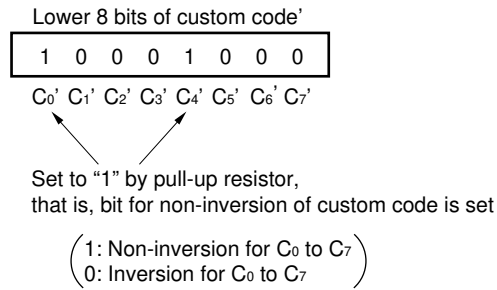 Lower 8 bits of custom code'
1 0 0 0 1 0 0 0
C₀' C₁' C₂' C₃' C₄' C₅' C₆' C₇'
Set to “1” by pull-up resistor,
that is, bit for non-inversion of custom code is set
1: Non-inversion for C₀ to C₇
0: Inversion for C₀ to C₇